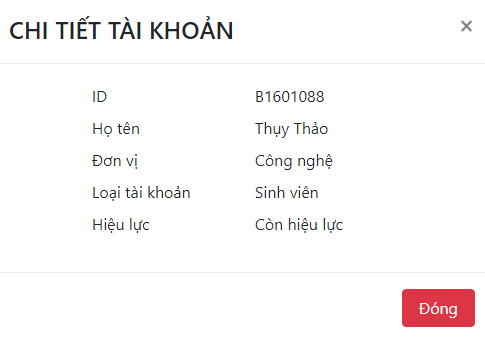 CHI TIẾT TÀI KHOẢN ×
ID B1601088
Họ tên Thụy Thảo
Đơn vị Công nghệ
Loại tài khoản Sinh viên
Hiệu lực Còn hiệu lực
Đóng